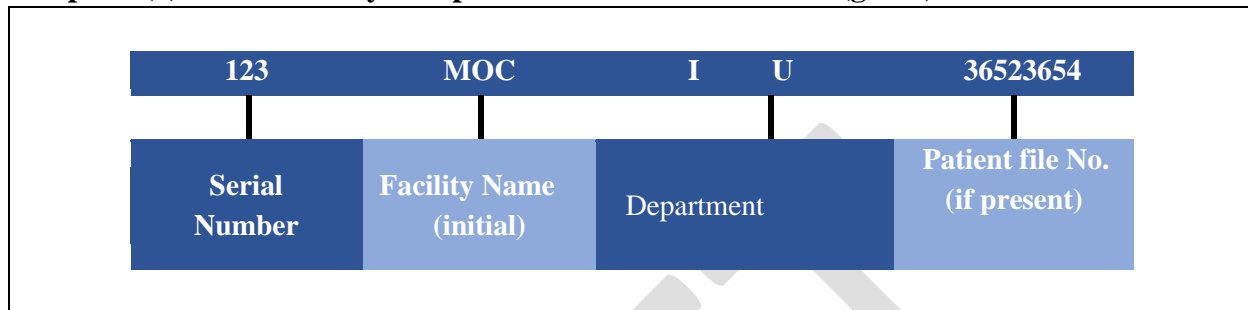 123 MOC I U 36523654
Serial Number
Facility Name (initial)
Department
Patient file No. (if present)